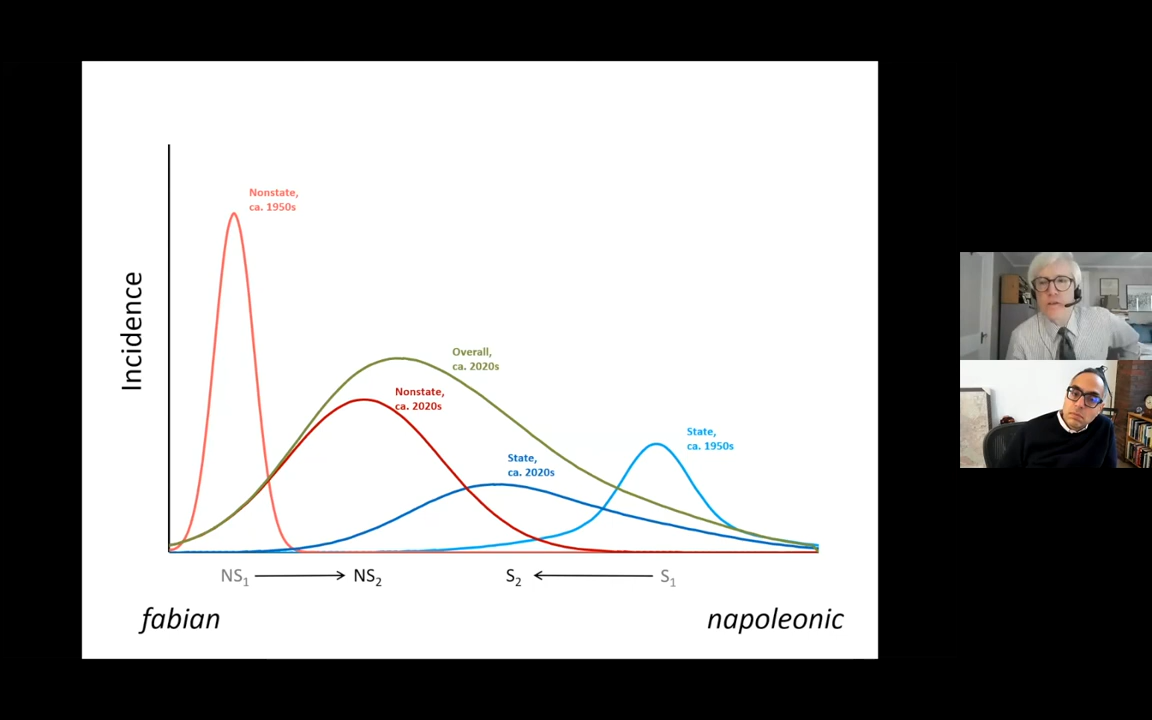 Nonstate,
ca. 1950s
Incidence
Overall,
ca. 2020s
Nonstate,
ca. 2020s
State,
ca. 2020s
State,
ca. 1950s
NS₁
NS₂
S₂
S₁
fabian
napoleonic